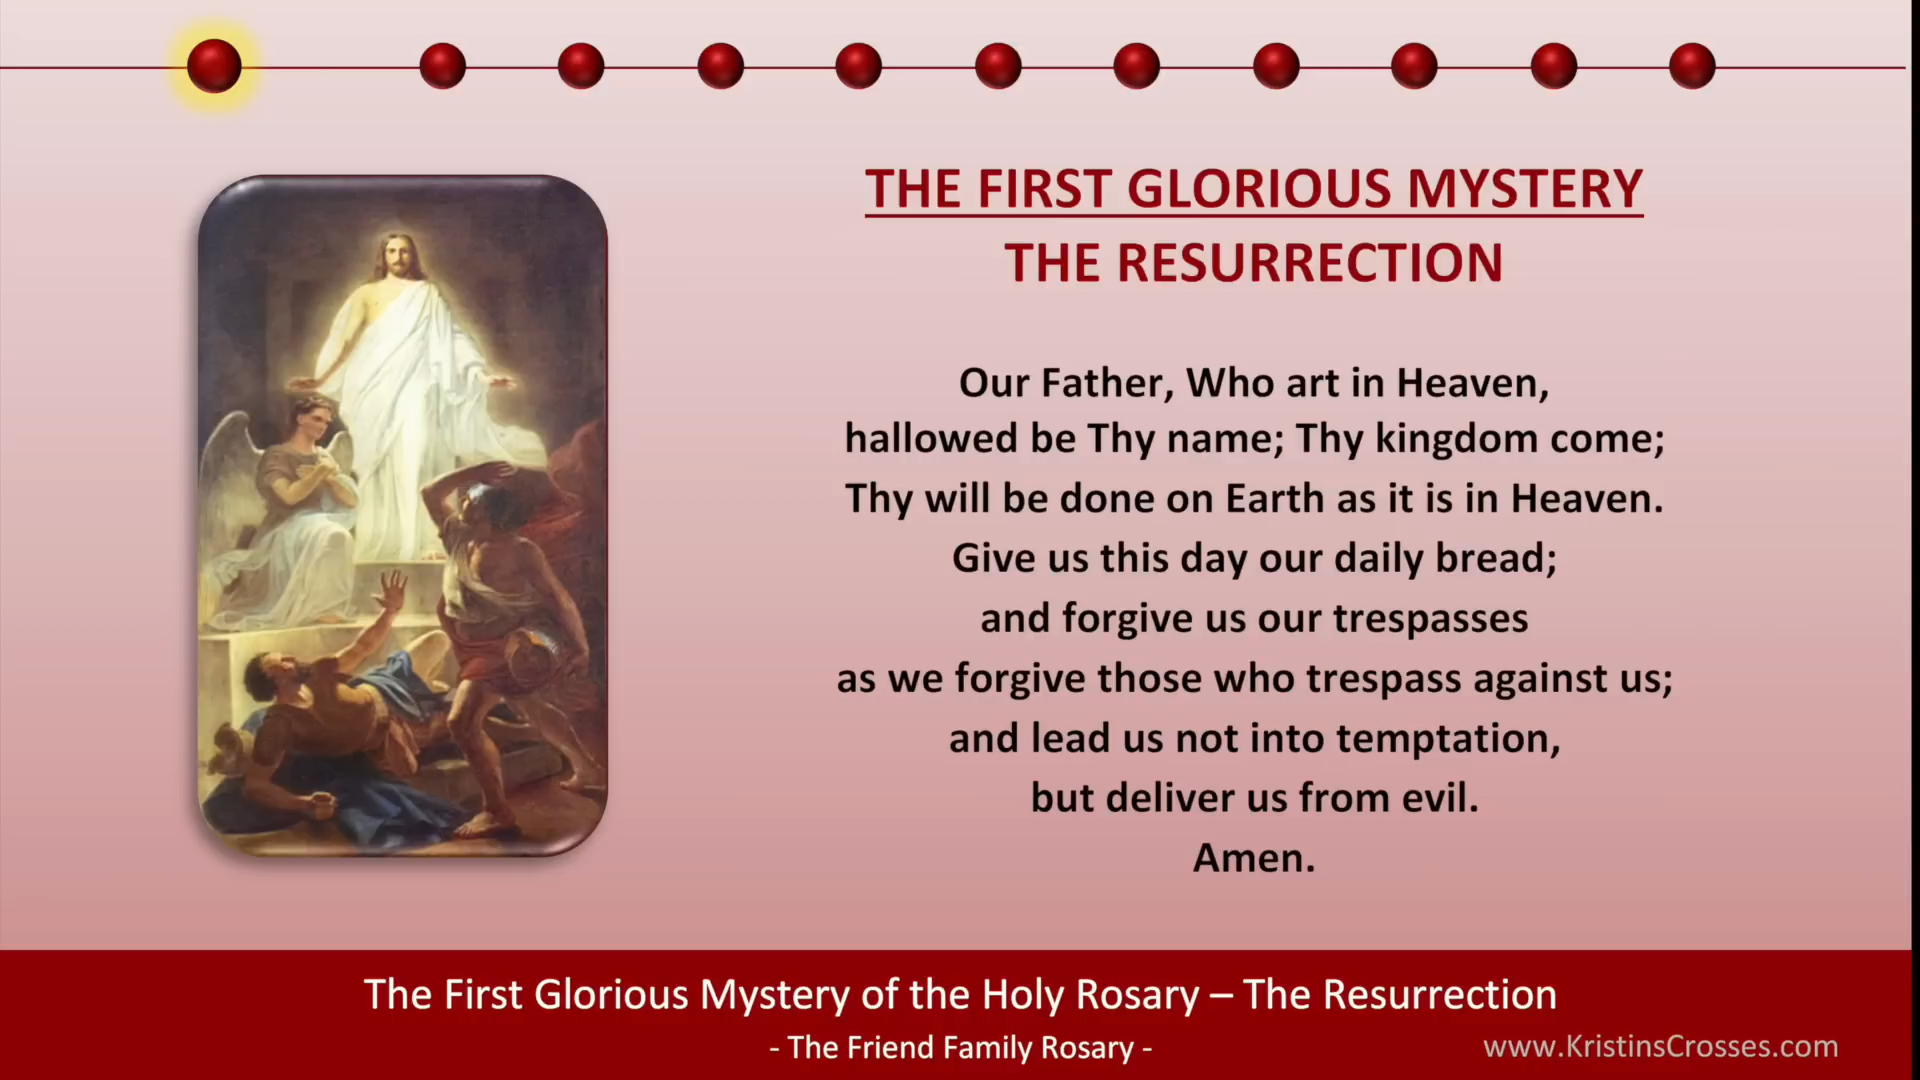 THE FIRST GLORIOUS MYSTERY
THE RESURRECTION
Our Father, Who art in Heaven,
hallowed be Thy name; Thy kingdom come;
Thy will be done on Earth as it is in Heaven.
Give us this day our daily bread;
and forgive us our trespasses
as we forgive those who trespass against us;
and lead us not into temptation,
but deliver us from evil.
Amen.
The First Glorious Mystery of the Holy Rosary – The Resurrection
- The Friend Family Rosary -
www.KristinsCrosses.com